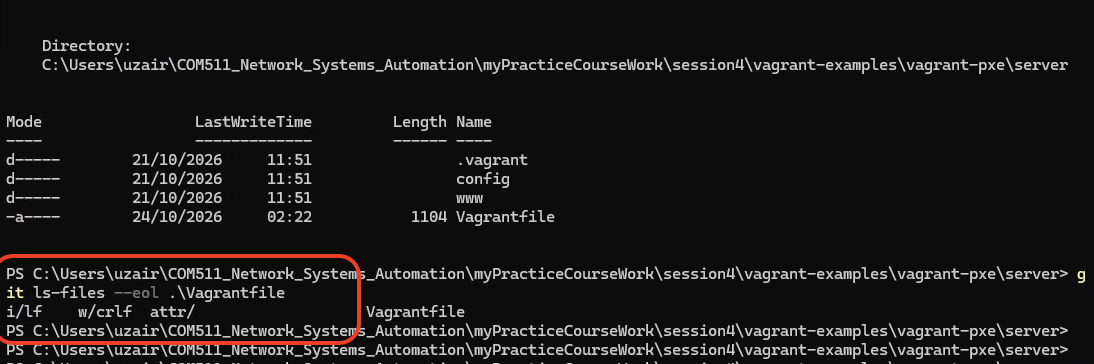 Directory:
C:\Users\uzair\COM511_Network_Systems_Automation\myPracticeCourseWork\session4\vagrant-examples\vagrant-pxe\server
Mode LastWriteTime Length Name
---- ------------- ------ ----
d----- 21/10/2026 11:51 .vagrant
d----- 21/10/2026 11:51 config
d----- 21/10/2026 11:51 www
-a---- 24/10/2026 02:22 1104 Vagrantfile
PS C:\Users\uzair\COM511_Network_Systems_Automation\myPracticeCourseWork\session4\vagrant-examples\vagrant-pxe\server> g
it ls-files --eol .\Vagrantfile
i/lf w/crlf attr/ Vagrantfile
PS C:\Users\uzair\COM511_Network_Systems_Automation\myPracticeCourseWork\session4\vagrant-examples\vagrant-pxe\server>
PS C:\Users\uzair\COM511_Network_Systems_Automation\myPracticeCourseWork\session4\vagrant-examples\vagrant-pxe\server>